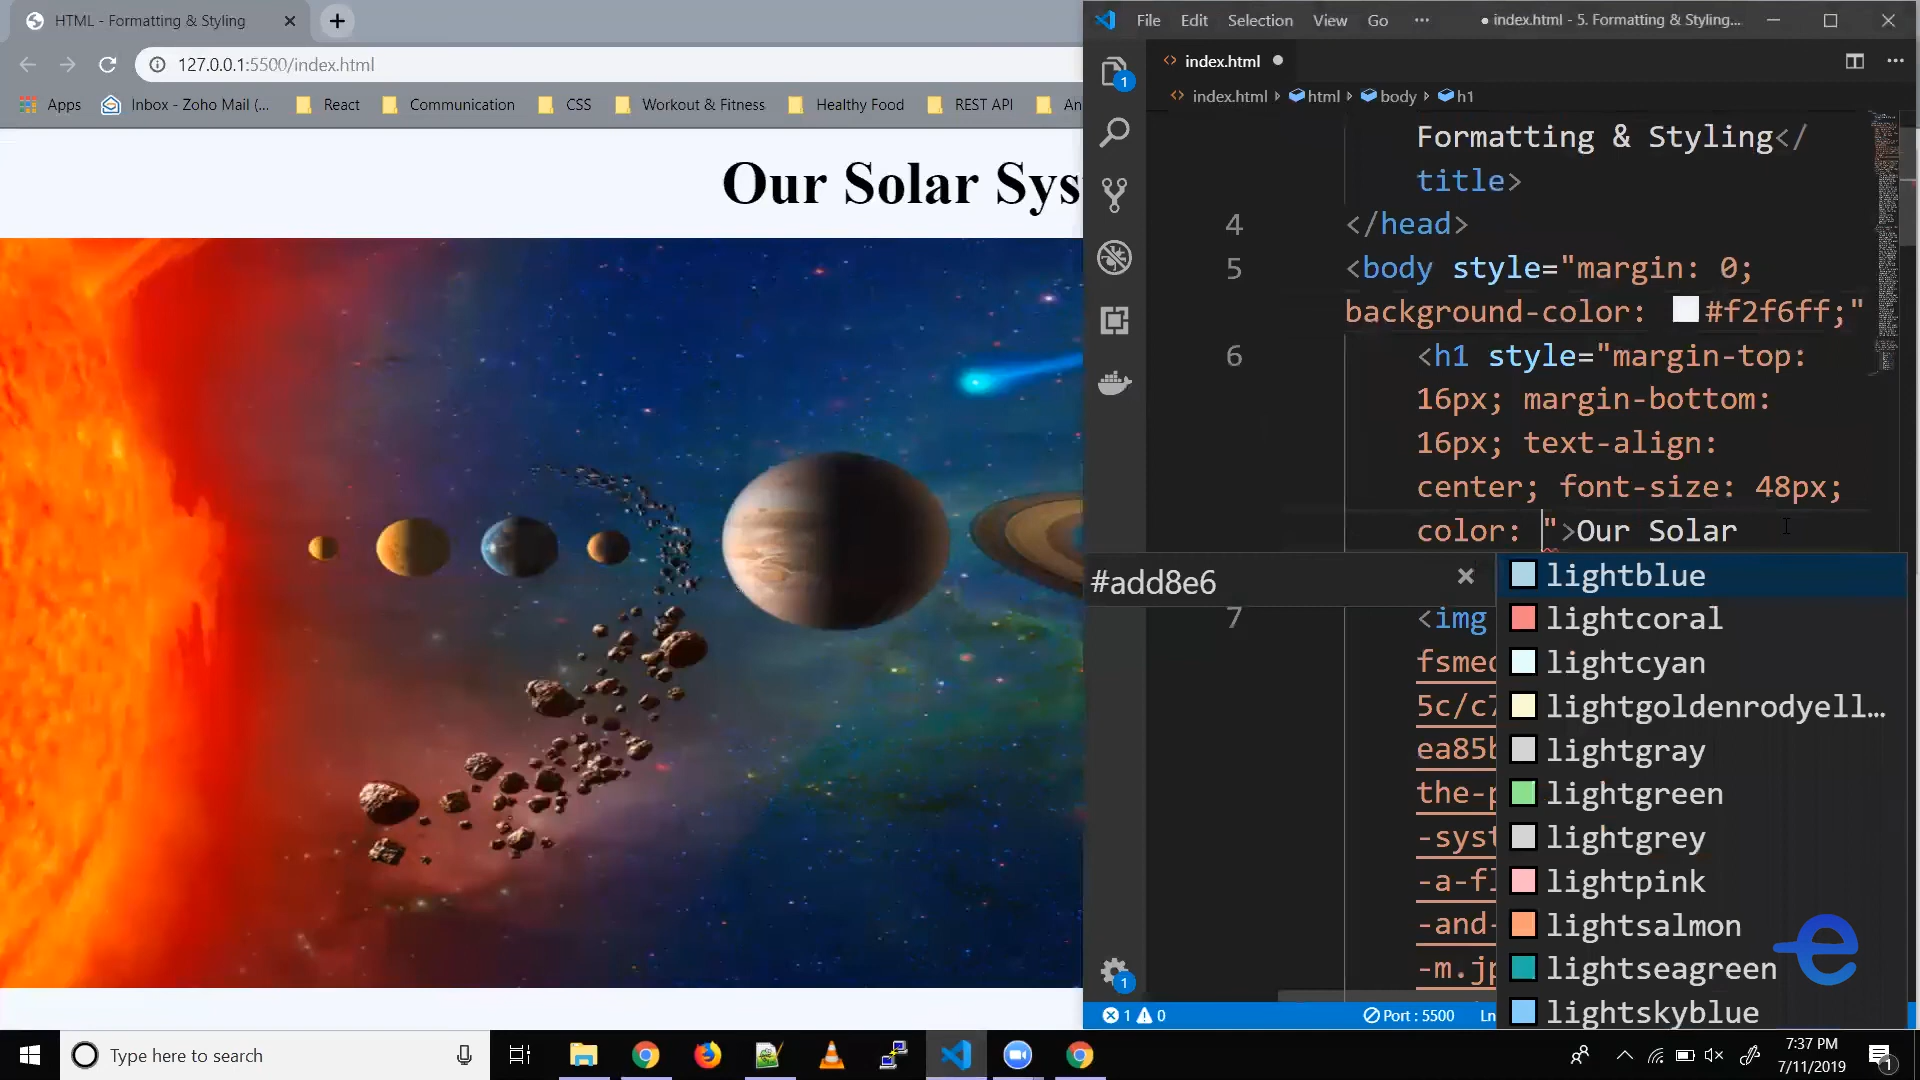 HTML - Formatting & Styling
127.0.0.1:5500/index.html
Apps
Inbox - Zoho Mail (...
React
Communication
CSS
Workout & Fitness
Healthy Food
REST API
An
Our Solar Sys
File Edit Selection View Go ...
● index.html - 5. Formatting & Styling...
index.html ●
index.html > html > body > h1
Formatting & Styling</
title>
4 </head>
5 <body style="margin: 0;
background-color: #f2f6ff;"
6 <h1 style="margin-top:
16px; margin-bottom:
16px; text-align:
center; font-size: 48px;
color: ">Our Solar
#add8e6
lightblue
lightcoral
lightcyan
lightgoldenrodyell...
lightgray
lightgreen
lightgrey
lightpink
lightsalmon
lightseagreen
lightskyblue
7 <img
fsmed
5c/c7
ea85b
the-p
-syst
-a-fl
-and-
-m.jp
1
1
1 0
Port : 5500
Ln
e
Type here to search
7:37 PM
7/11/2019
1